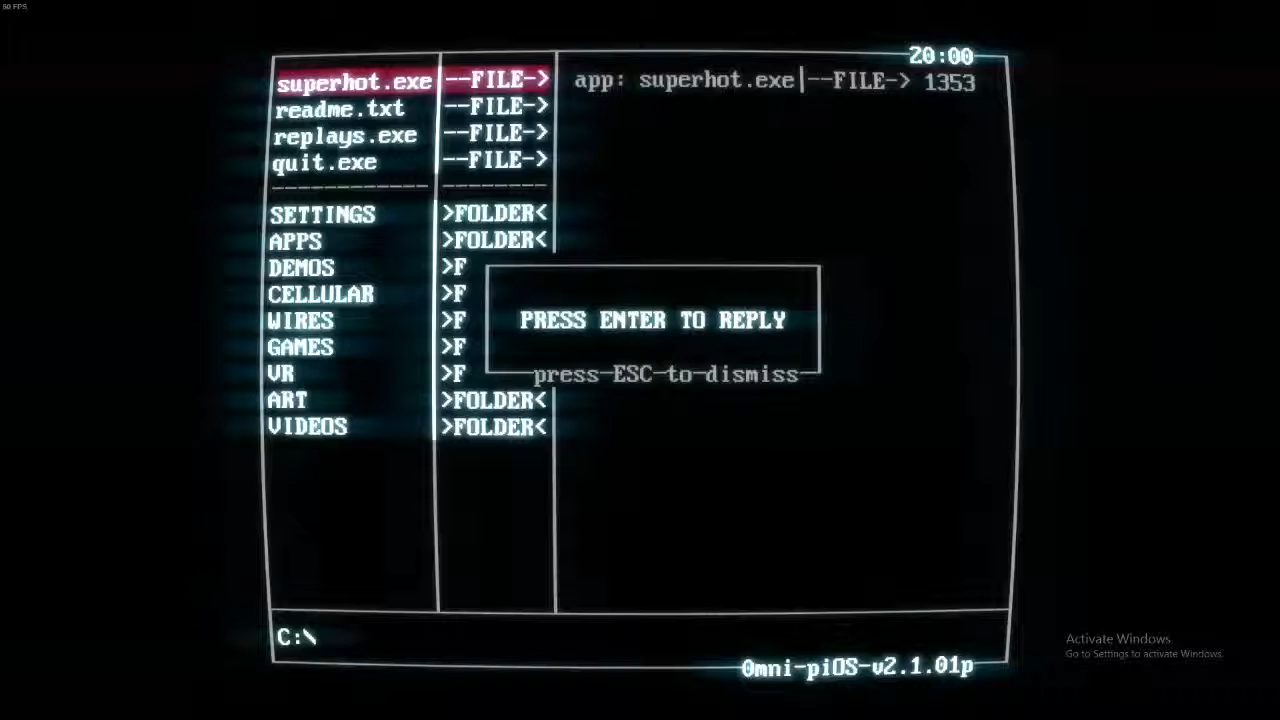 60 FPS
20:00
superhot.exe --FILE-> app: superhot.exe|--FILE-> 1353
readme.txt --FILE->
replays.exe --FILE->
quit.exe --FILE->
------------ --------
SETTINGS >FOLDER<
APPS >FOLDER<
DEMOS >F
CELLULAR >F
WIRES >F PRESS ENTER TO REPLY
GAMES >F
VR >F press-ESC-to-dismiss
ART >FOLDER<
VIDEOS >FOLDER<
C:\
Activate Windows
Go to Settings to activate Windows.
0mni-piOS-v2.1.01p